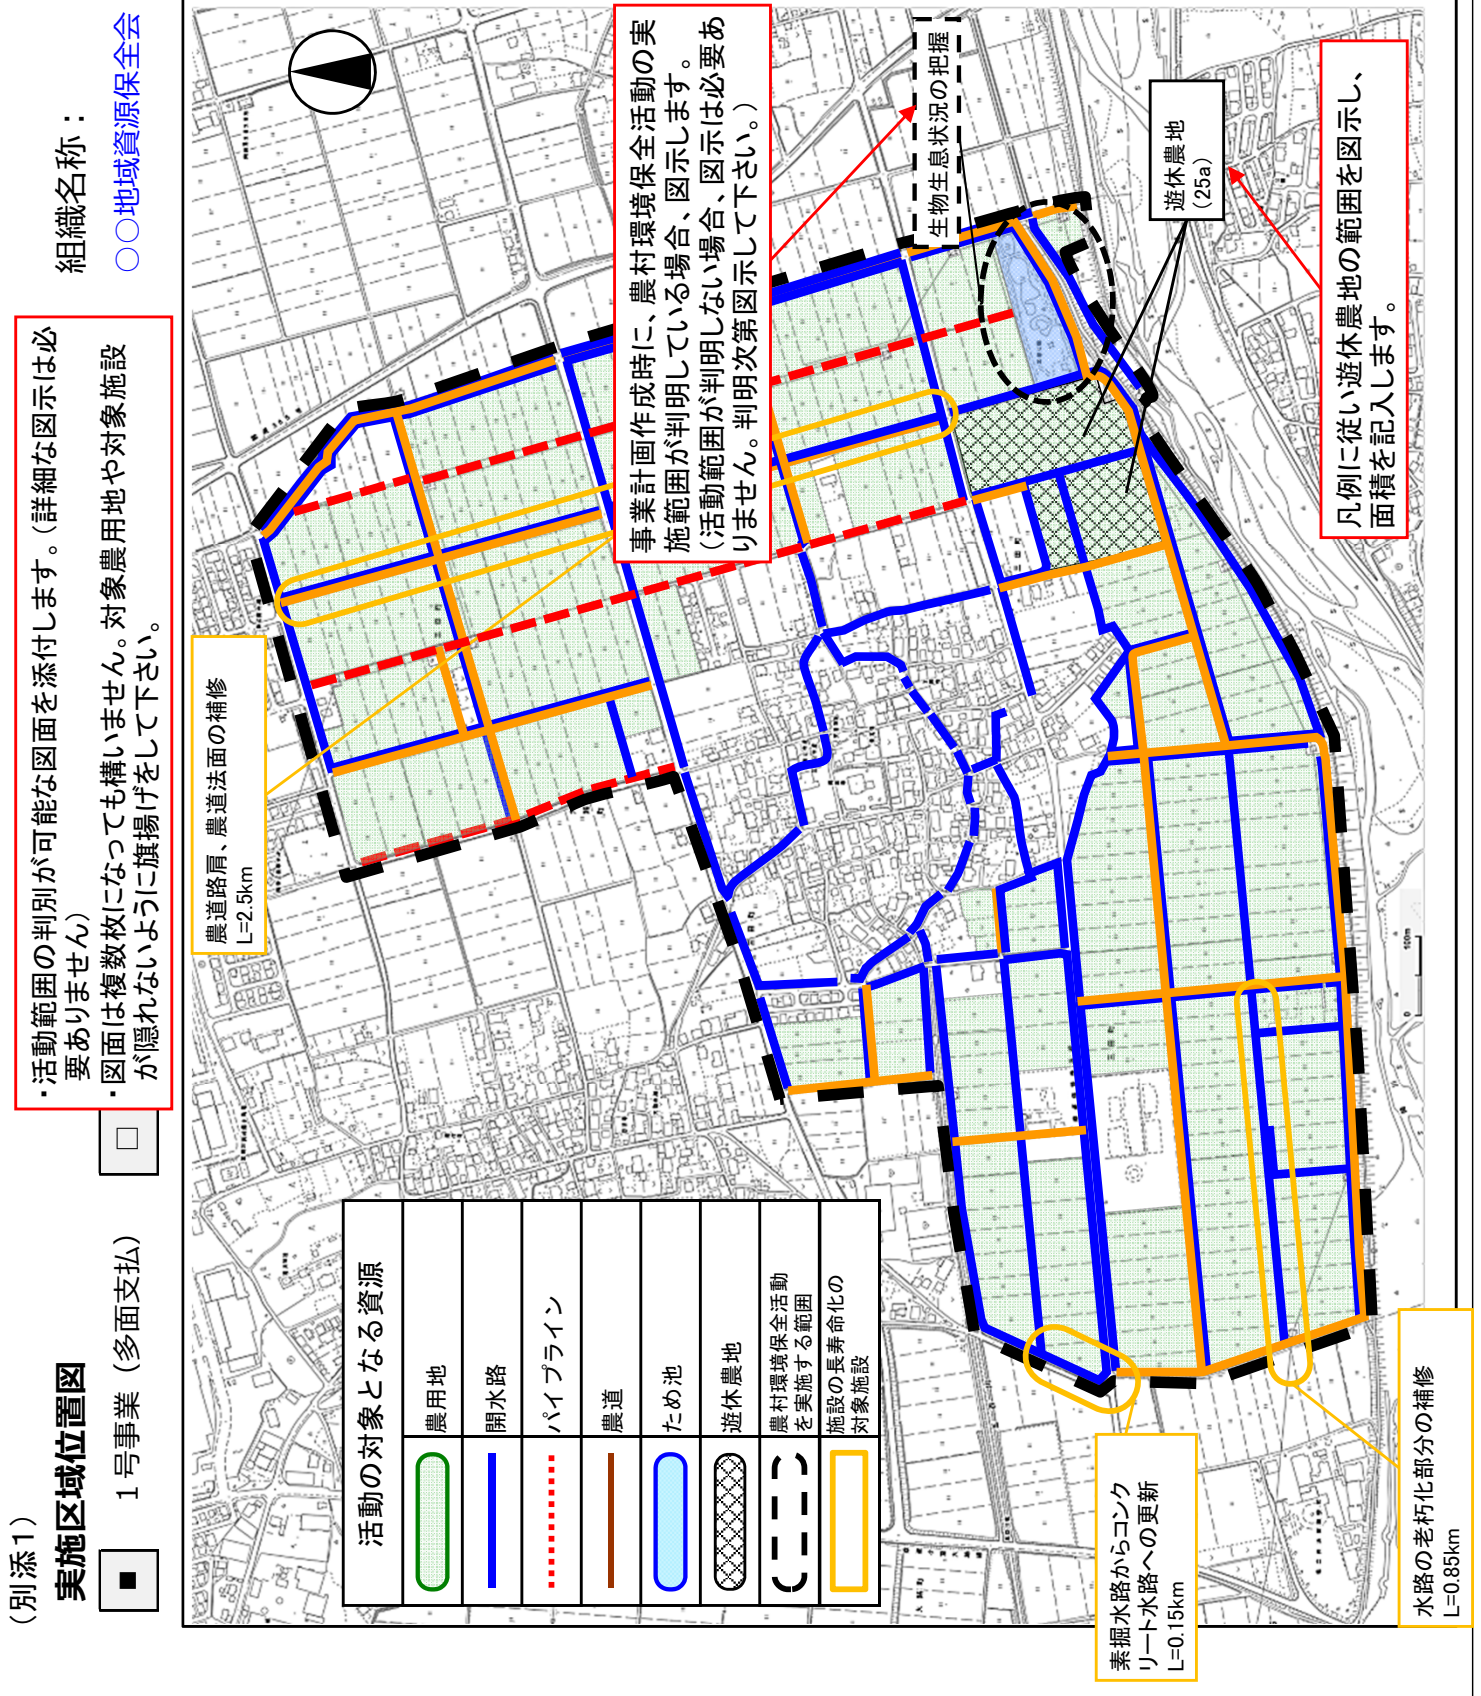 (別添１)
実施区域位置図
■ １号事業（多面支払） □
・活動範囲の判別が可能な図面を添付します。（詳細な図示は必
要ありません）
・図面は複数枚になっても構いません。対象農用地や対象施設
が隠れないように旗揚げをして下さい。
組織名称：
○○地域資源保全会
農道路肩、農道法面の補修
L=2.5km
事業計画作成時に、農村環境保全活動の実
施範囲が判明している場合、図示します。
（活動範囲が判明しない場合、図示は必要あ
りません。判明次第図示して下さい。）
生物生息状況の把握
遊休農地
(25a)
凡例に従い遊休農地の範囲を図示し、
面積を記入します。
活動の対象となる資源
農用地
開水路
パイプライン
農道
ため池
遊休農地
農村環境保全活動
を実施する範囲
施設の長寿命化の
対象施設
素掘水路からコンク
リート水路への更新
L=0.15km
水路の老朽化部分の補修
L=0.85km
0 100m